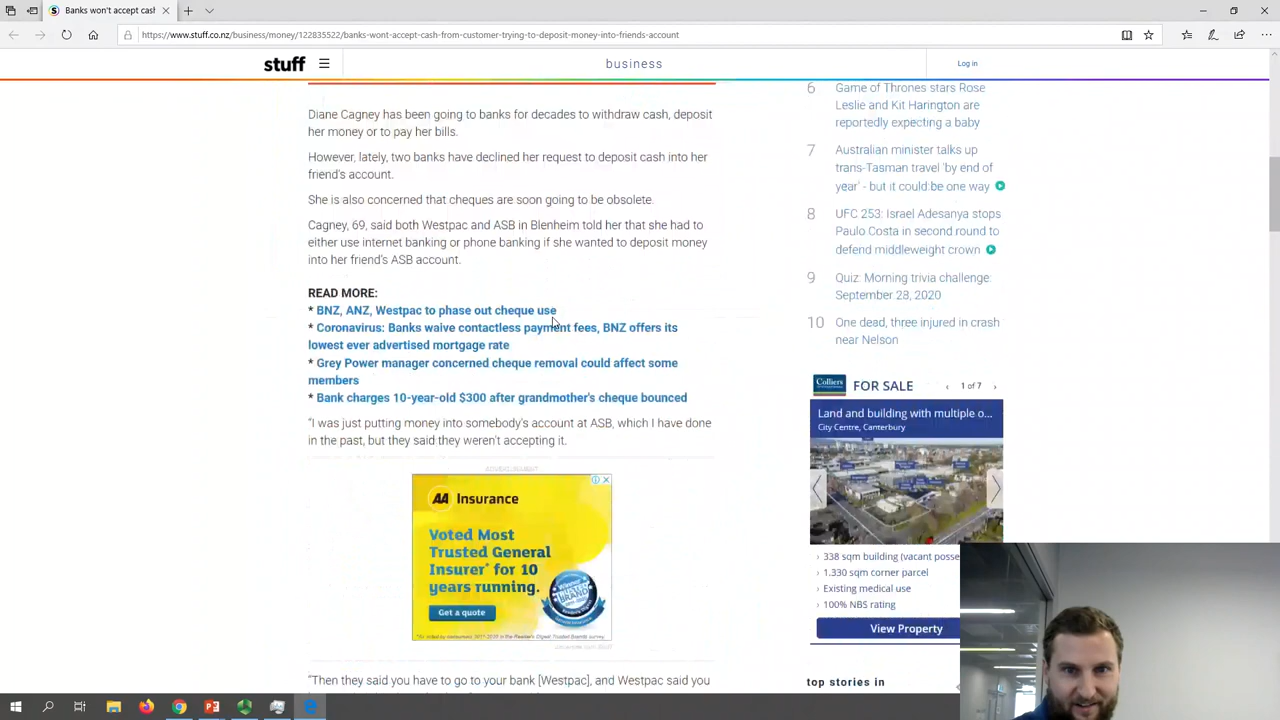 Banks won't accept cash
https://www.stuff.co.nz/business/money/122835522/banks-wont-accept-cash-from-customer-trying-to-deposit-money-into-friends-account
stuff
business
Log in
Diane Cagney has been going to banks for decades to withdraw cash, deposit
her money or to pay her bills.
However, lately, two banks have declined her request to deposit cash into her
friend's account.
She is also concerned that cheques are soon going to be obsolete.
Cagney, 69, said both Westpac and ASB in Blenheim told her that she had to
either use internet banking or phone banking if she wanted to deposit money
into her friend's ASB account.
READ MORE:
* BNZ, ANZ, Westpac to phase out cheque use
* Coronavirus: Banks waive contactless payment fees, BNZ offers its
lowest ever advertised mortgage rate
* Grey Power manager concerned cheque removal could affect some
members
* Bank charges 10-year-old $300 after grandmother's cheque bounced
"I was just putting money into somebody's account at ASB, which I have done
in the past, but they said they weren't accepting it.
ADVERTISEMENT
AA Insurance
Voted Most
Trusted General
Insurer* for 10
years running.
Get a quote
"Then they said you have to go to your bank [Westpac], and Westpac said you
6 Game of Thrones stars Rose
Leslie and Kit Harington are
reportedly expecting a baby
7 Australian minister talks up
trans-Tasman travel 'by end of
year' - but it could be one way
8 UFC 253: Israel Adesanya stops
Paulo Costa in second round to
defend middleweight crown
9 Quiz: Morning trivia challenge:
September 28, 2020
10 One dead, three injured in crash
near Nelson
Colliers FOR SALE 1 of 7
Land and building with multiple o...
City Centre, Canterbury
338 sqm building (vacant posse
1,330 sqm corner parcel
Existing medical use
100% NBS rating
View Property
top stories in